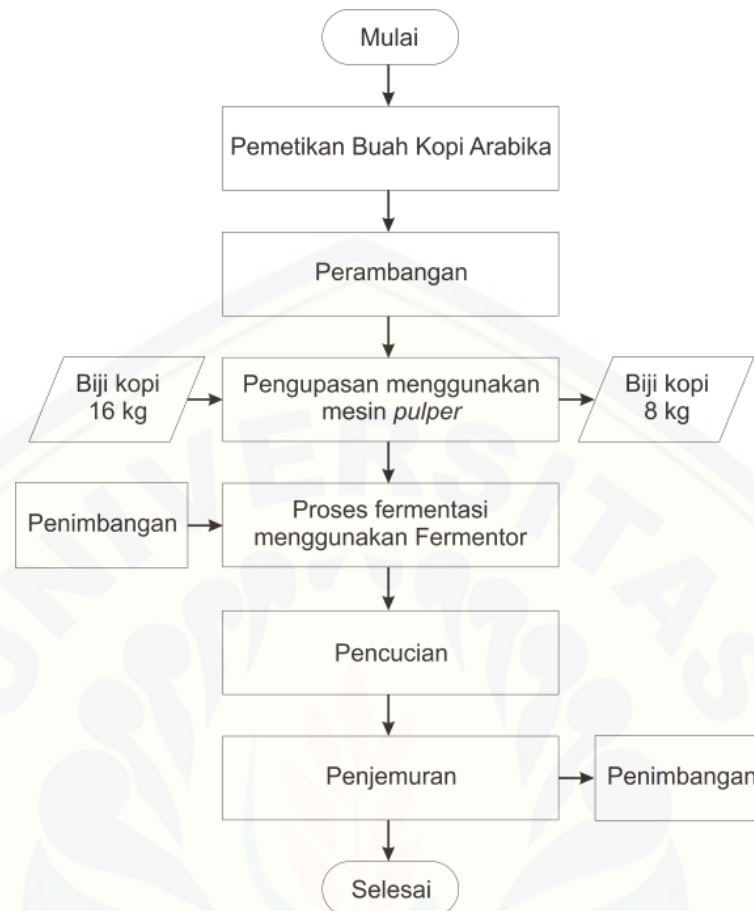 Mulai
Pemetikan Buah Kopi Arabika
Perambangan
Biji kopi
16 kg
Pengupasan menggunakan
mesin pulper
Biji kopi
8 kg
Penimbangan
Proses fermentasi
menggunakan Fermentor
Pencucian
Penjemuran
Penimbangan
Selesai
UNIVERSITAS